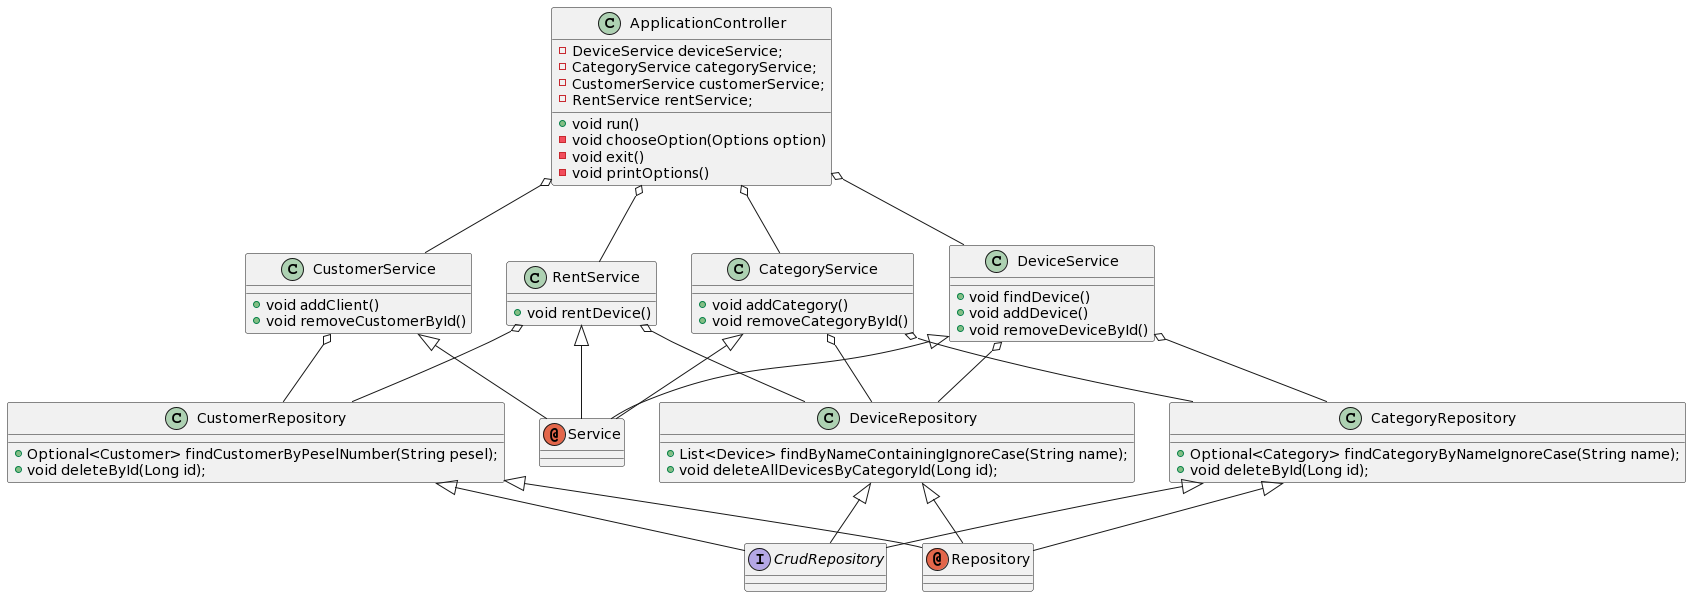 C ApplicationController
DeviceService deviceService;
CategoryService categoryService;
CustomerService customerService;
RentService rentService;
void run()
void chooseOption(Options option)
void exit()
void printOptions()
C CustomerService
void addClient()
void removeCustomerById()
C RentService
void rentDevice()
C CategoryService
void addCategory()
void removeCategoryById()
C DeviceService
void findDevice()
void addDevice()
void removeDeviceById()
C CustomerRepository
Optional<Customer> findCustomerByPeselNumber(String pesel);
void deleteById(Long id);
@ Service
C DeviceRepository
List<Device> findByNameContainingIgnoreCase(String name);
void deleteAllDevicesByCategoryId(Long id);
C CategoryRepository
Optional<Category> findCategoryByNameIgnoreCase(String name);
void deleteById(Long id);
I CrudRepository
@ Repository